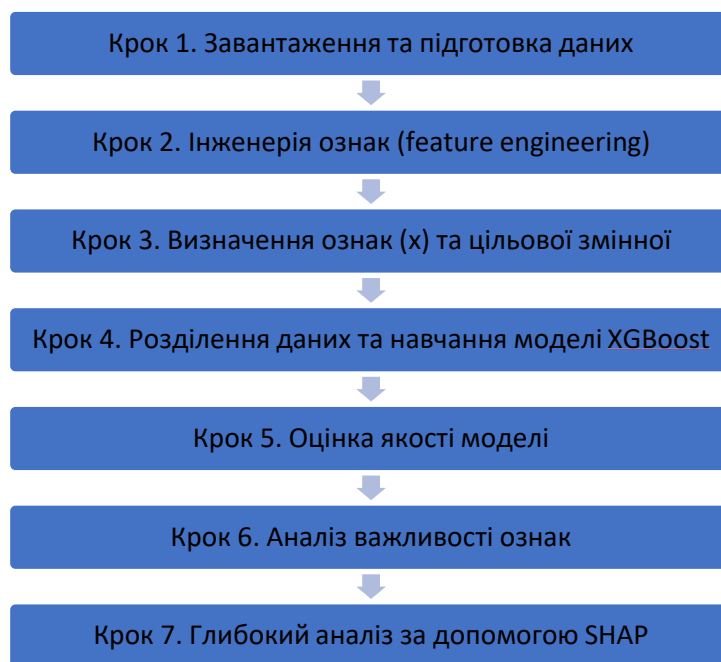 Крок 1. Завантаження та підготовка даних
Крок 2. Інженерія ознак (feature engineering)
Крок 3. Визначення ознак (x) та цільової змінної
Крок 4. Розділення даних та навчання моделі XGBoost
Крок 5. Оцінка якості моделі
Крок 6. Аналіз важливості ознак
Крок 7. Глибокий аналіз за допомогою SHAP